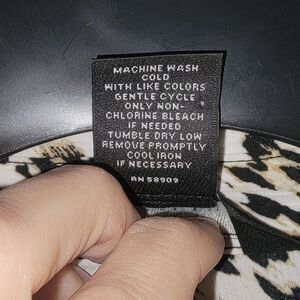 MACHINE WASH
COLD
WITH LIKE COLORS
GENTLE CYCLE
ONLY NON-
CHLORINE BLEACH
IF NEEDED
TUMBLE DRY LOW
REMOVE PROMPTLY
COOL IRON
IF NECESSARY
RN 58909